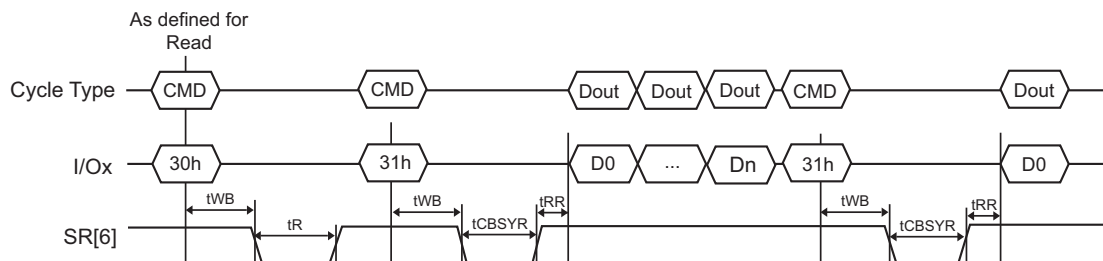 As defined for
Read
Cycle Type CMD CMD Dout Dout Dout CMD Dout
I/Ox 30h 31h D0 ... Dn 31h D0
tWB tR tWB tCBSYR tRR tWB tCBSYR tRR
SR[6]